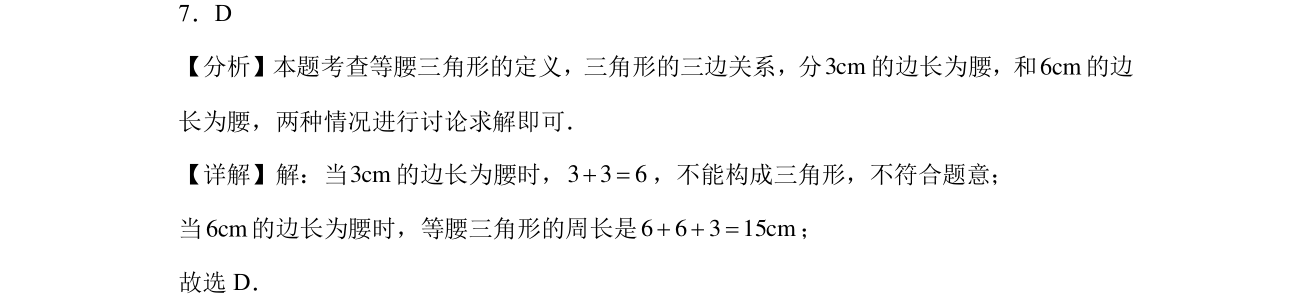 7．D
【分析】本题考查等腰三角形的定义，三角形的三边关系，分3cm的边长为腰，和6cm的边
长为腰，两种情况进行讨论求解即可．
【详解】解：当3cm的边长为腰时，3+3=6，不能构成三角形，不符合题意；
当6cm的边长为腰时，等腰三角形的周长是6+6+3=15cm；
故选 D．